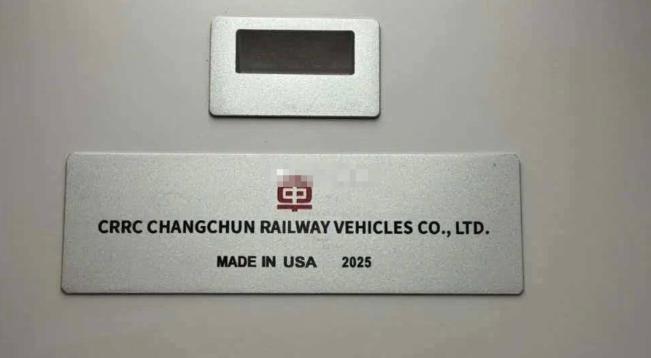 CRRC CHANGCHUN RAILWAY VEHICLES CO., LTD.
MADE IN USA 2025